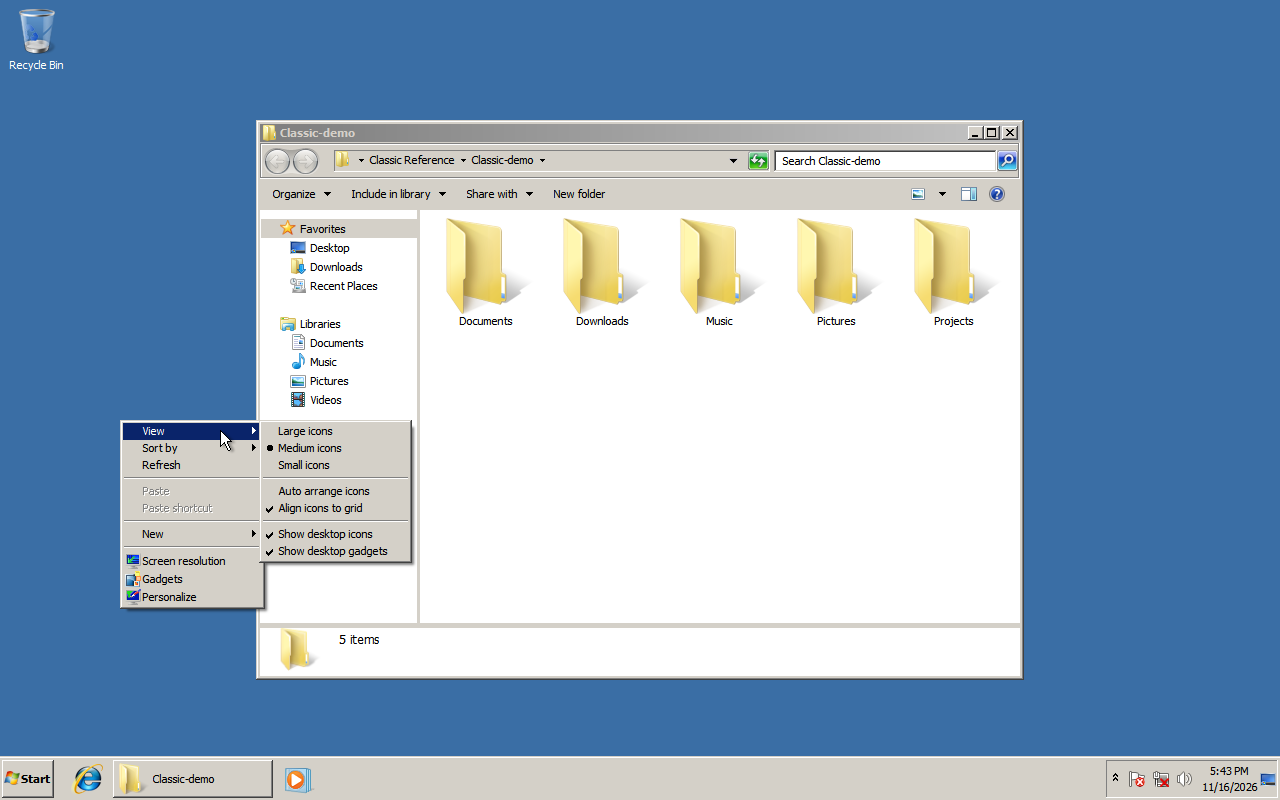 Recycle Bin
Classic-demo
Classic Reference Classic-demo
Search Classic-demo
Organize Include in library Share with New folder
Favorites
Desktop
Downloads
Recent Places
Libraries
Documents
Music
Pictures
Videos
Documents Downloads Music Pictures Projects
View
Sort by
Refresh
Paste
Paste shortcut
New
Screen resolution
Gadgets
Personalize
Large icons
Medium icons
Small icons
Auto arrange icons
Align icons to grid
Show desktop icons
Show desktop gadgets
5 items
Start
Classic-demo
5:43 PM
11/16/2026